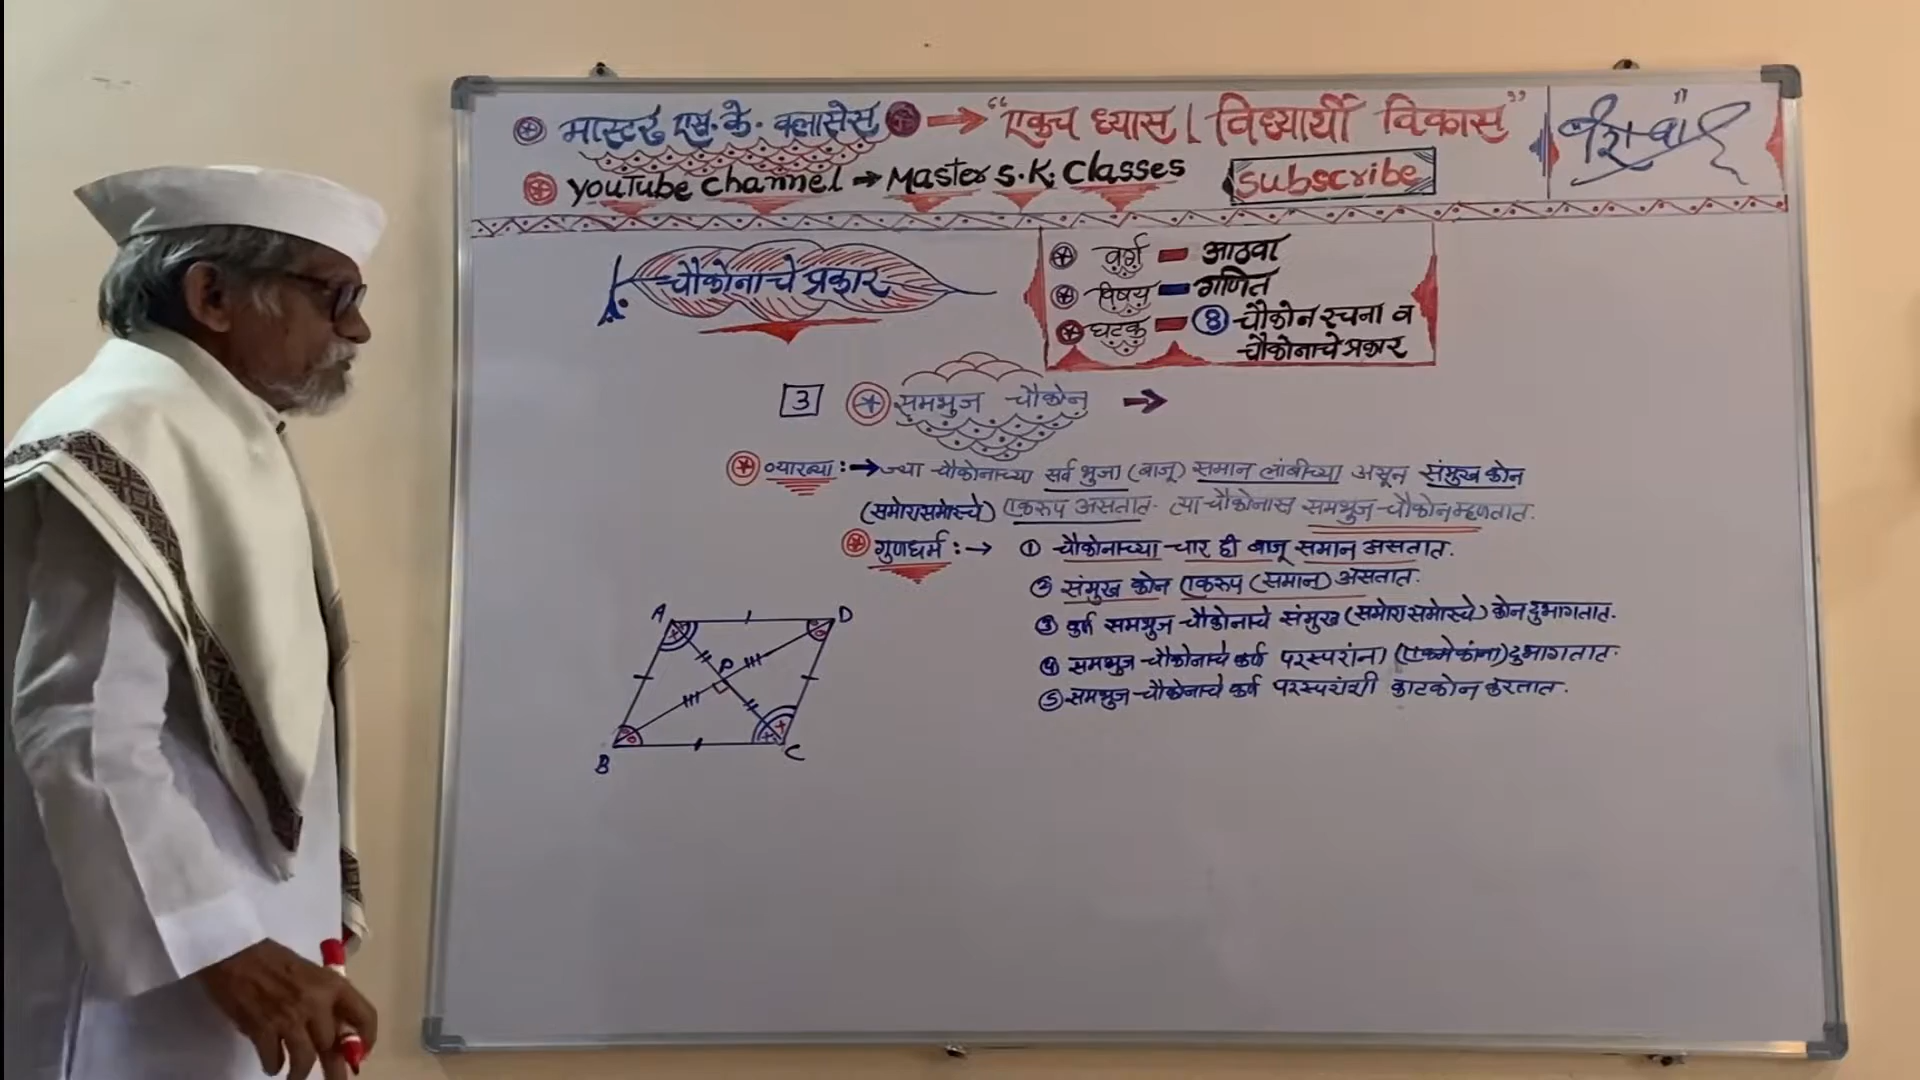 मास्टर एस.के. क्लासेस → "एकच ध्यास । विध्यार्थी विकास"
YouTube Channel → Master S.K. Classes Subscribe
चौकोनाचे प्रकार
वर्ग - आठवा
विषय - गणित
घटक - 8 चौकोन रचना व
चौकोनाचे प्रकार
3 समभुज चौकोन →
व्याख्या :→ ज्या चौकोनाच्या सर्व भुजा (बाजू) समान लांबीच्या असून संमुख कोन
(समोरासमोरचे) एकरूप असतात. त्या चौकोनास समभुज चौकोन म्हणतात.
गुणधर्म :→ ① चौकोनाच्या चार ही बाजू समान असतात.
② संमुख कोन एकरूप (समान) असतात.
③ कर्ण समभुज चौकोनाचे संमुख (समोरासमोरचे) कोन दुभागतात.
④ समभुज चौकोनाचे कर्ण परस्परांना (एकमेकांना) दुभागतात.
⑤ समभुज चौकोनाचे कर्ण परस्परांशी काटकोन करतात.
A D
P
B C